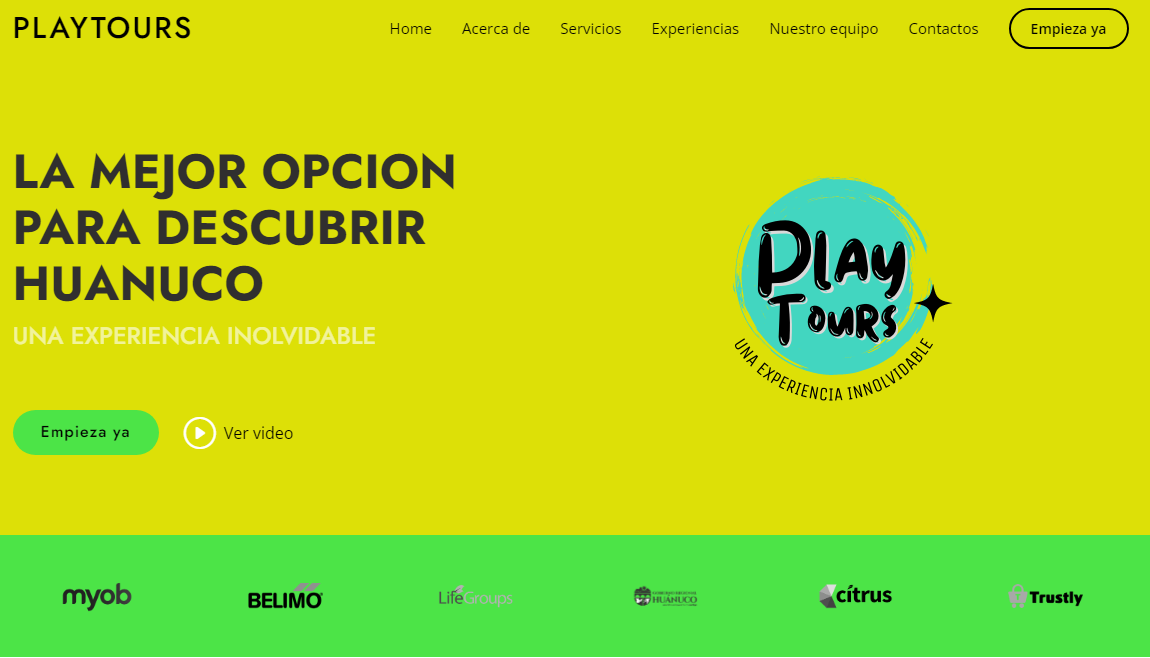 PLAYTOURS
Home Acerca de Servicios Experiencias Nuestro equipo Contactos Empieza ya
LA MEJOR OPCION
PARA DESCUBRIR
HUANUCO
UNA EXPERIENCIA INOLVIDABLE
Empieza ya Ver video
Play
Tours
UNA EXPERIENCIA INNOLVIDABLE
myob BELIMO LifeGroups HUÁNUCO cítrus Trustly